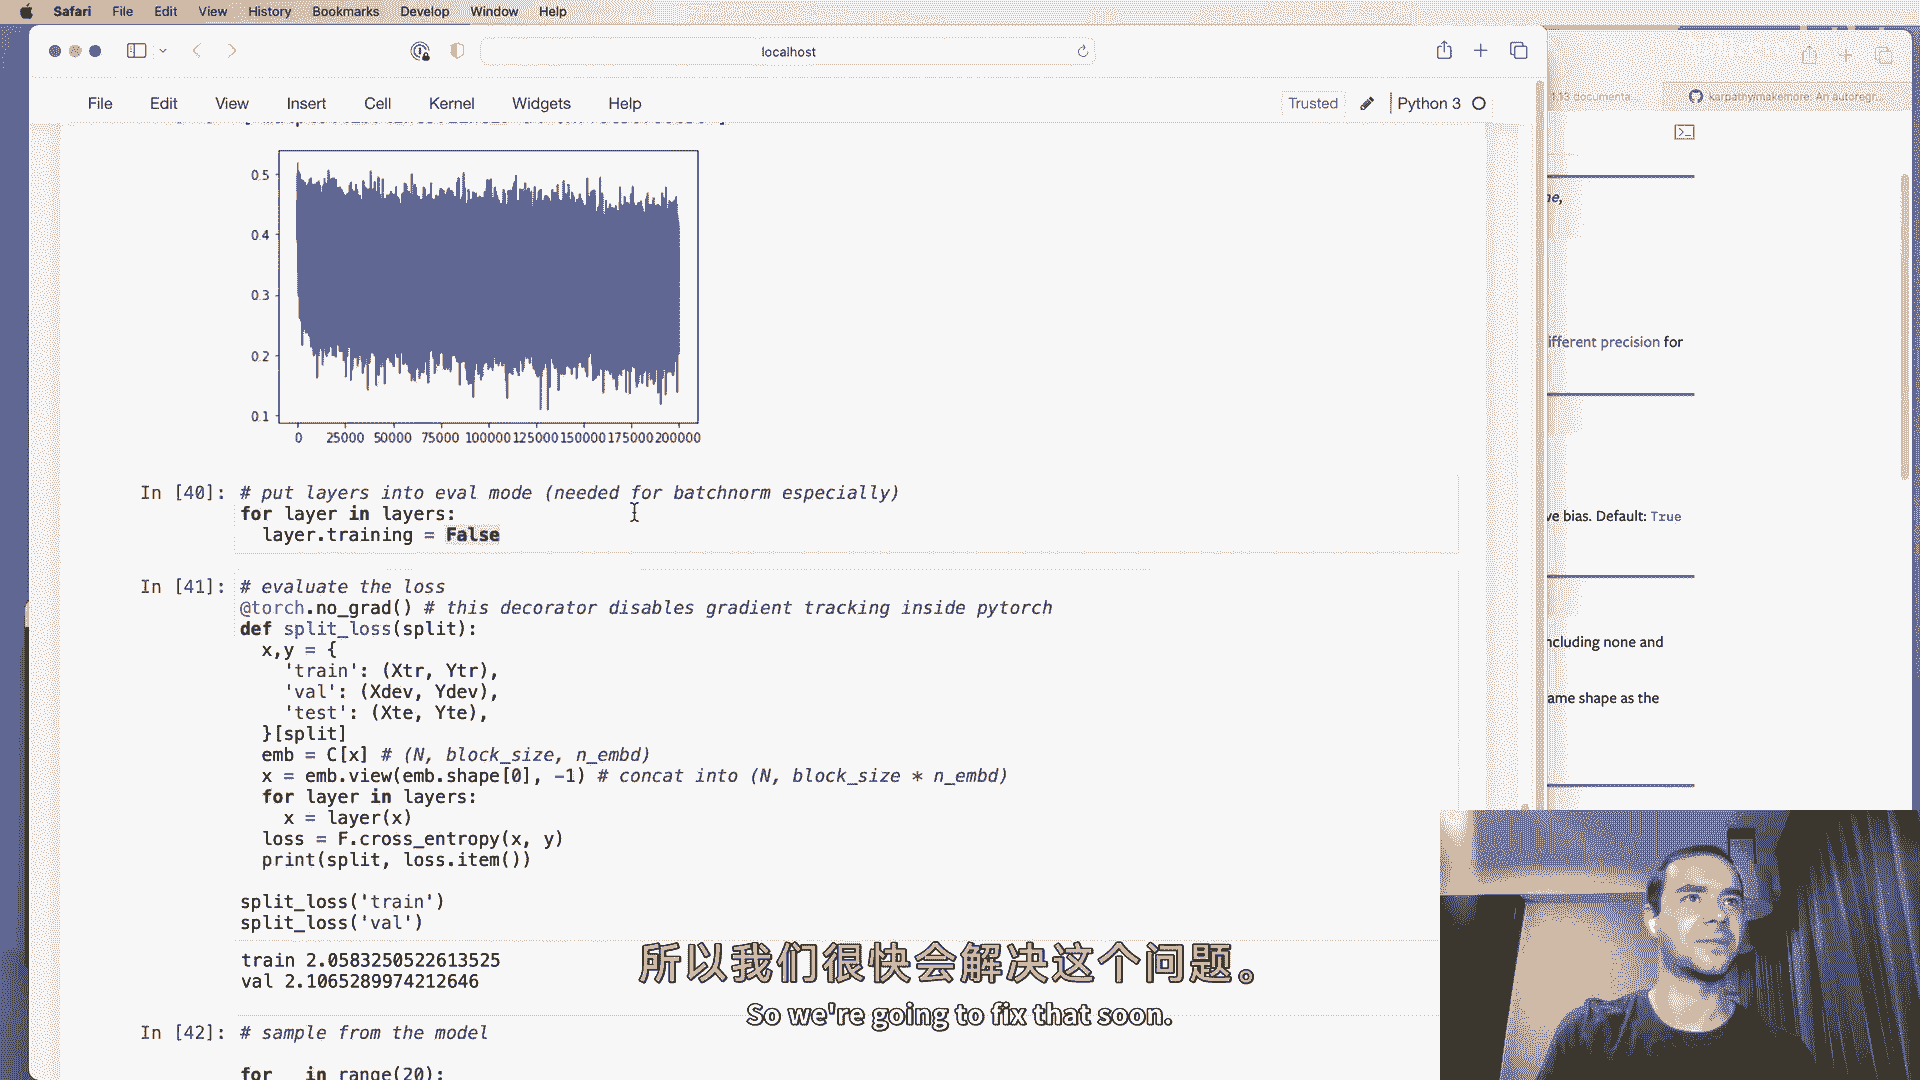 Safari File Edit View History Bookmarks Develop Window Help
localhost
File Edit View Insert Cell Kernel Widgets Help
Trusted Python 3
1.13 documenta...
karpathy/makemore: An autoregr...
0.5
0.4
0.3
0.2
0.1
0 25000 50000 75000 100000 125000 150000 175000 200000
In [40]: # put layers into eval mode (needed for batchnorm especially)
for layer in layers:
  layer.training = False
In [41]: # evaluate the loss
@torch.no_grad() # this decorator disables gradient tracking inside pytorch
def split_loss(split):
  x,y = {
    'train': (Xtr, Ytr),
    'val': (Xdev, Ydev),
    'test': (Xte, Yte),
  }[split]
  emb = C[x] # (N, block_size, n_embd)
  x = emb.view(emb.shape[0], -1) # concat into (N, block_size * n_embd)
  for layer in layers:
    x = layer(x)
  loss = F.cross_entropy(x, y)
  print(split, loss.item())
split_loss('train')
split_loss('val')
train 2.0583250522613525
val 2.1065289974212646
In [42]: # sample from the model
for _ in range(20):
ifferent precision for
ve bias. Default: True
ncluding none and
ame shape as the
所以我们很快会解决这个问题。
So we're going to fix that soon.